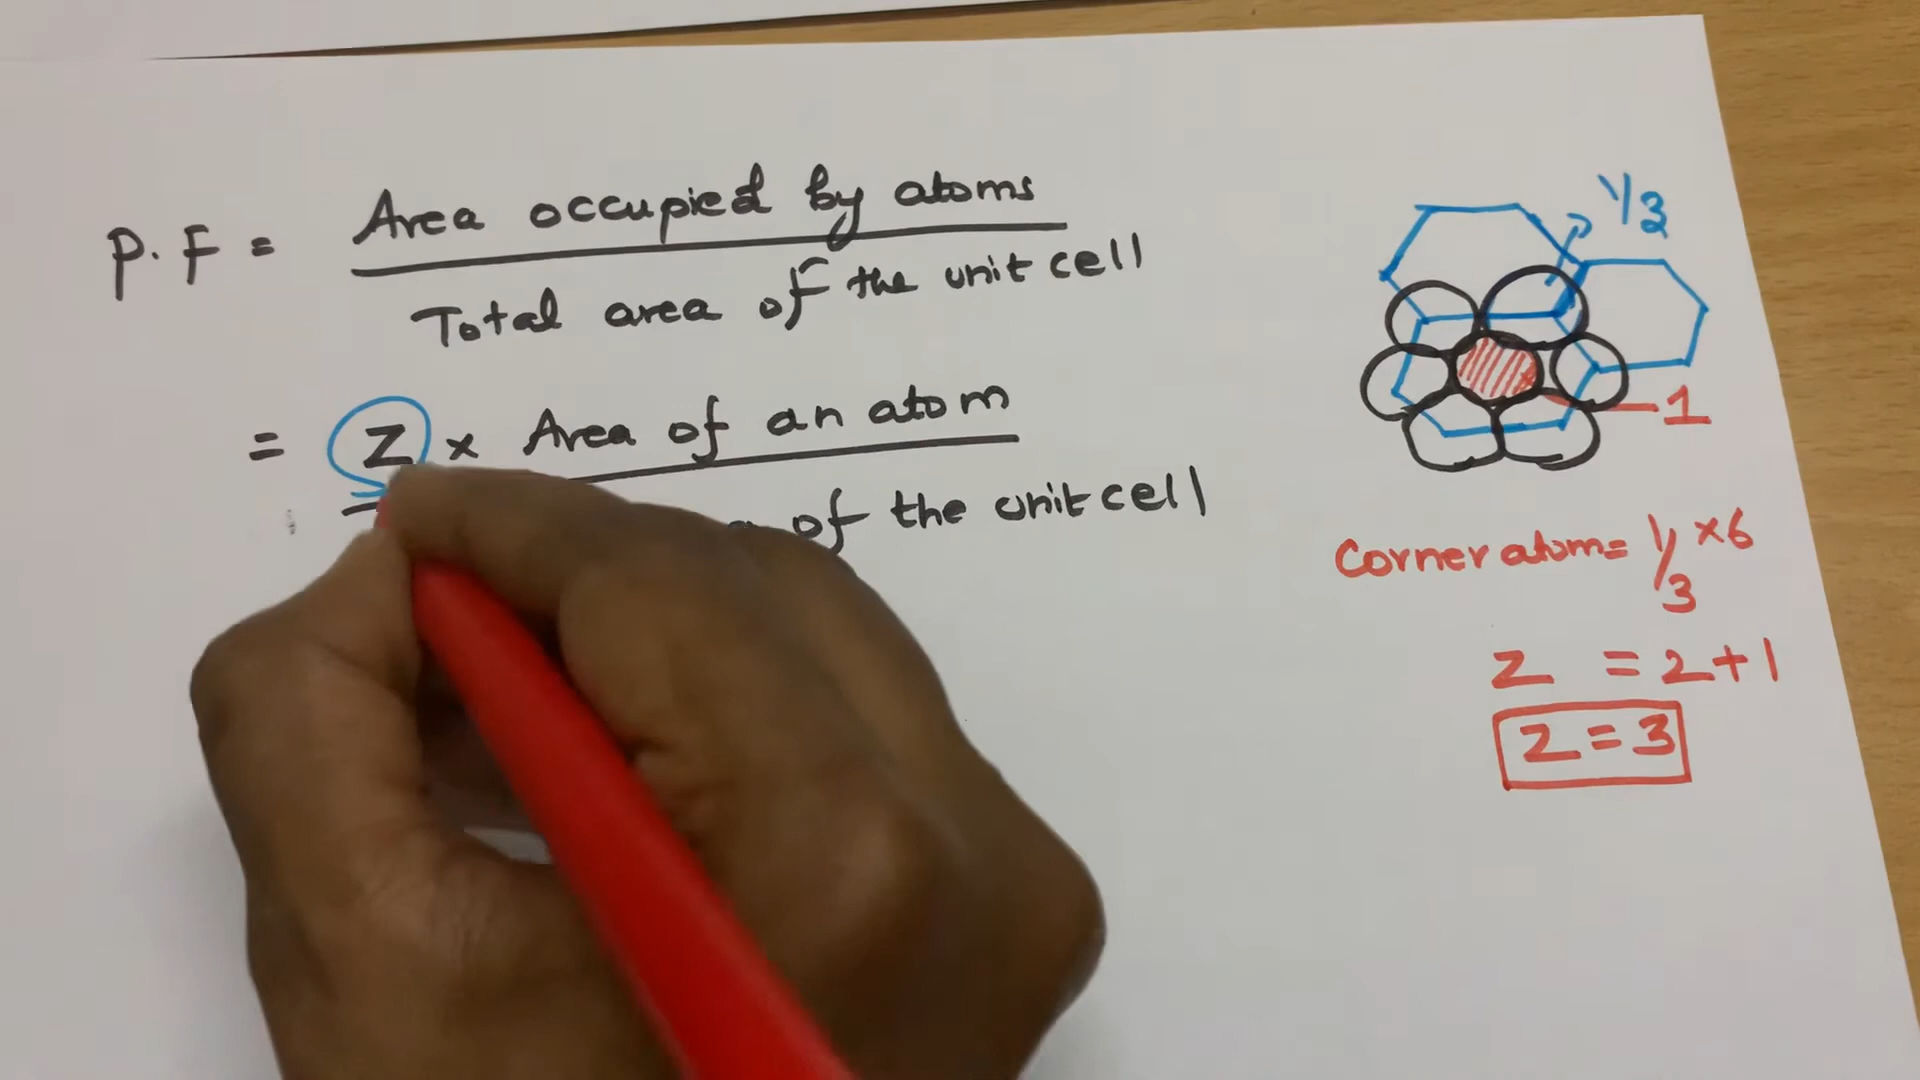 P.F = Area occupied by atoms
Total area of the unit cell
= Z × Area of an atom
of the unit cell
1/3
1
Corner atom = 1/3 × 6
Z = 2 + 1
Z = 3